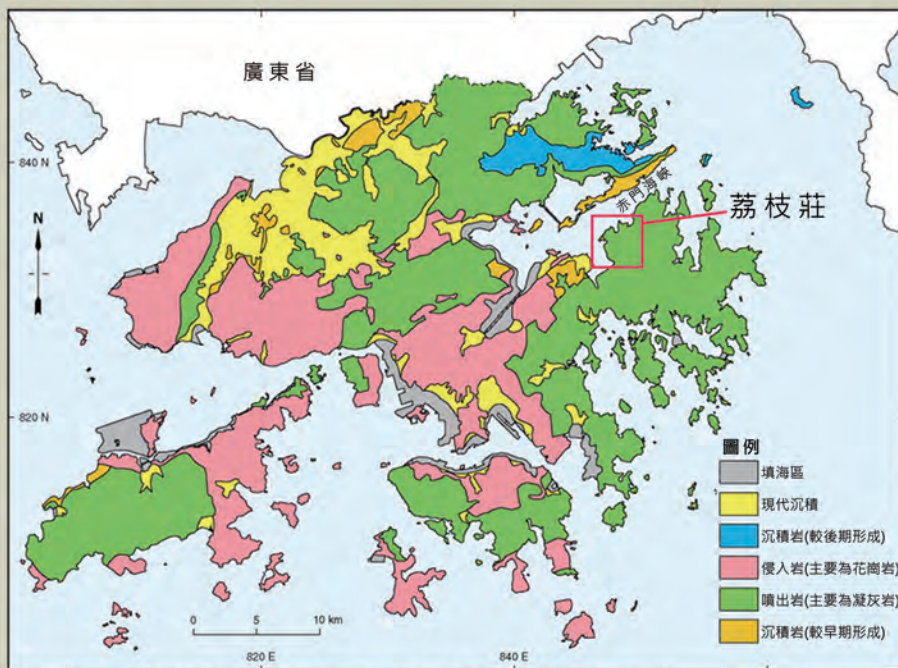 廣東省
840 N
赤門海峽
荔枝莊
N
820 N
圖例
填海區
現代沉積
沉積岩(較後期形成)
侵入岩(主要為花崗岩)
噴出岩(主要為凝灰岩)
沉積岩(較早期形成)
0 5 10 km
820 E
840 E